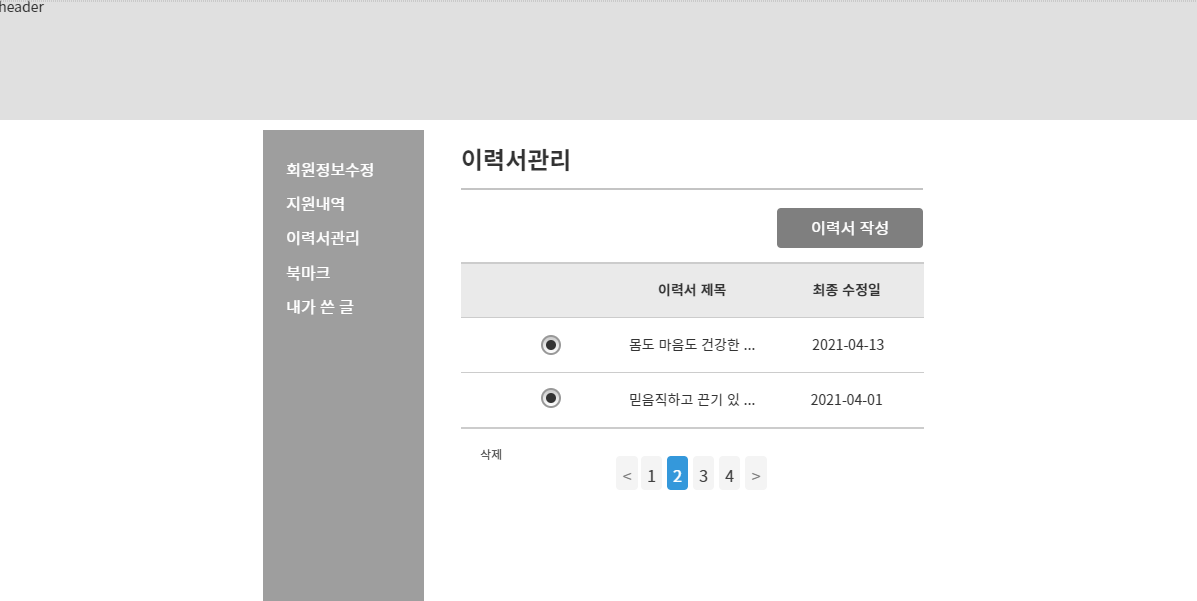 header
회원정보수정
지원내역
이력서관리
북마크
내가 쓴 글
이력서관리
이력서 작성
이력서 제목 최종 수정일
몸도 마음도 건강한 ... 2021-04-13
믿음직하고 끈기 있 ... 2021-04-01
삭제
< 1 2 3 4 >